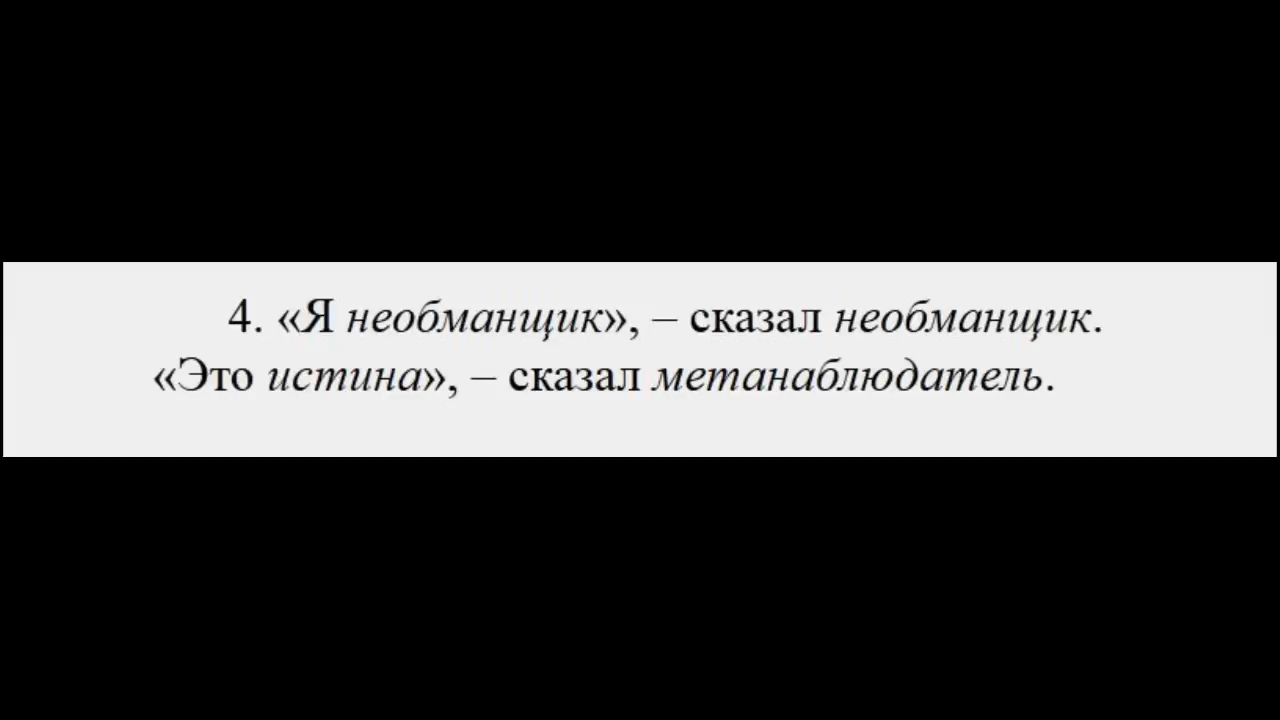 4. «Я необманщик», – сказал необманщик.
«Это истина», – сказал метанаблюдатель.